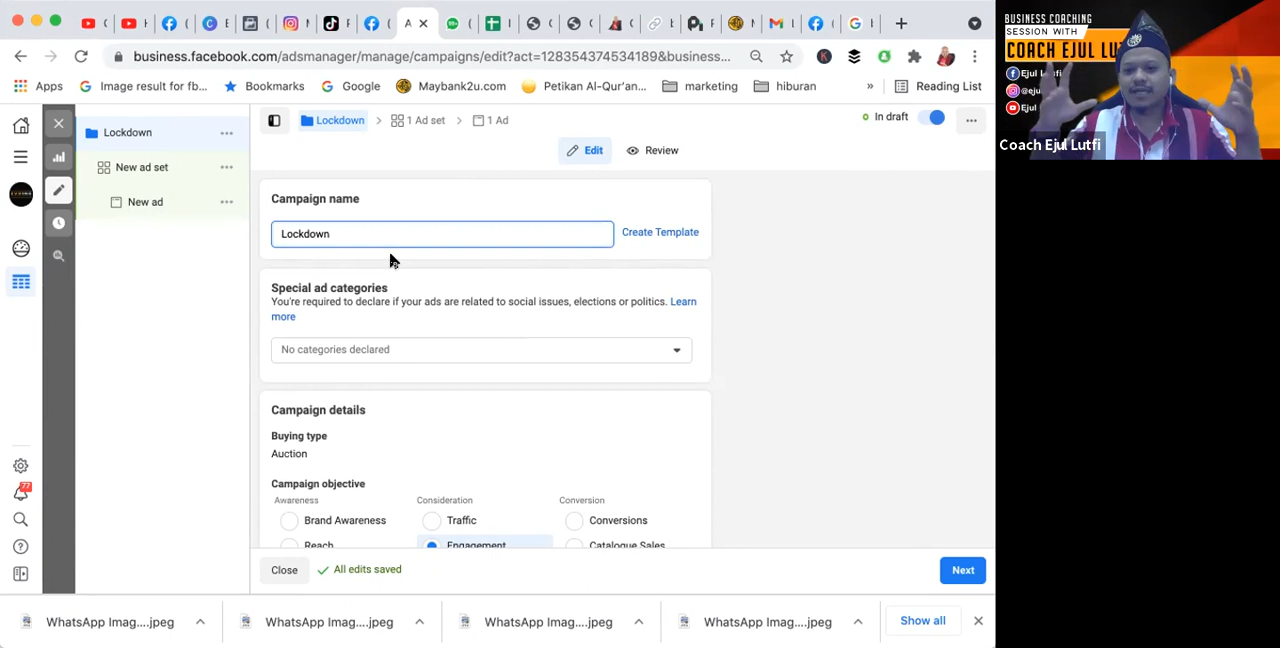 business.facebook.com/adsmanager/manage/campaigns/edit?act=128354374534189&business...
Apps
Image result for fb...
Bookmarks
Google
Maybank2u.com
Petikan Al-Qur'an...
marketing
hiburan
»
Reading List
BUSINESS COACHING
SESSION WITH
COACH EJUL
Coach Ejul Lutfi
Lockdown
New ad set
New ad
Lockdown
1 Ad set
1 Ad
In draft
Edit
Review
Campaign name
Lockdown
Create Template
Special ad categories
You're required to declare if your ads are related to social issues, elections or politics. Learn
more
No categories declared
Campaign details
Buying type
Auction
Campaign objective
Awareness
Consideration
Conversion
Brand Awareness
Traffic
Conversions
Reach
Engagement
Catalogue Sales
77
Close
All edits saved
Next
WhatsApp Imag....jpeg
WhatsApp Imag....jpeg
WhatsApp Imag....jpeg
WhatsApp Imag....jpeg
Show all